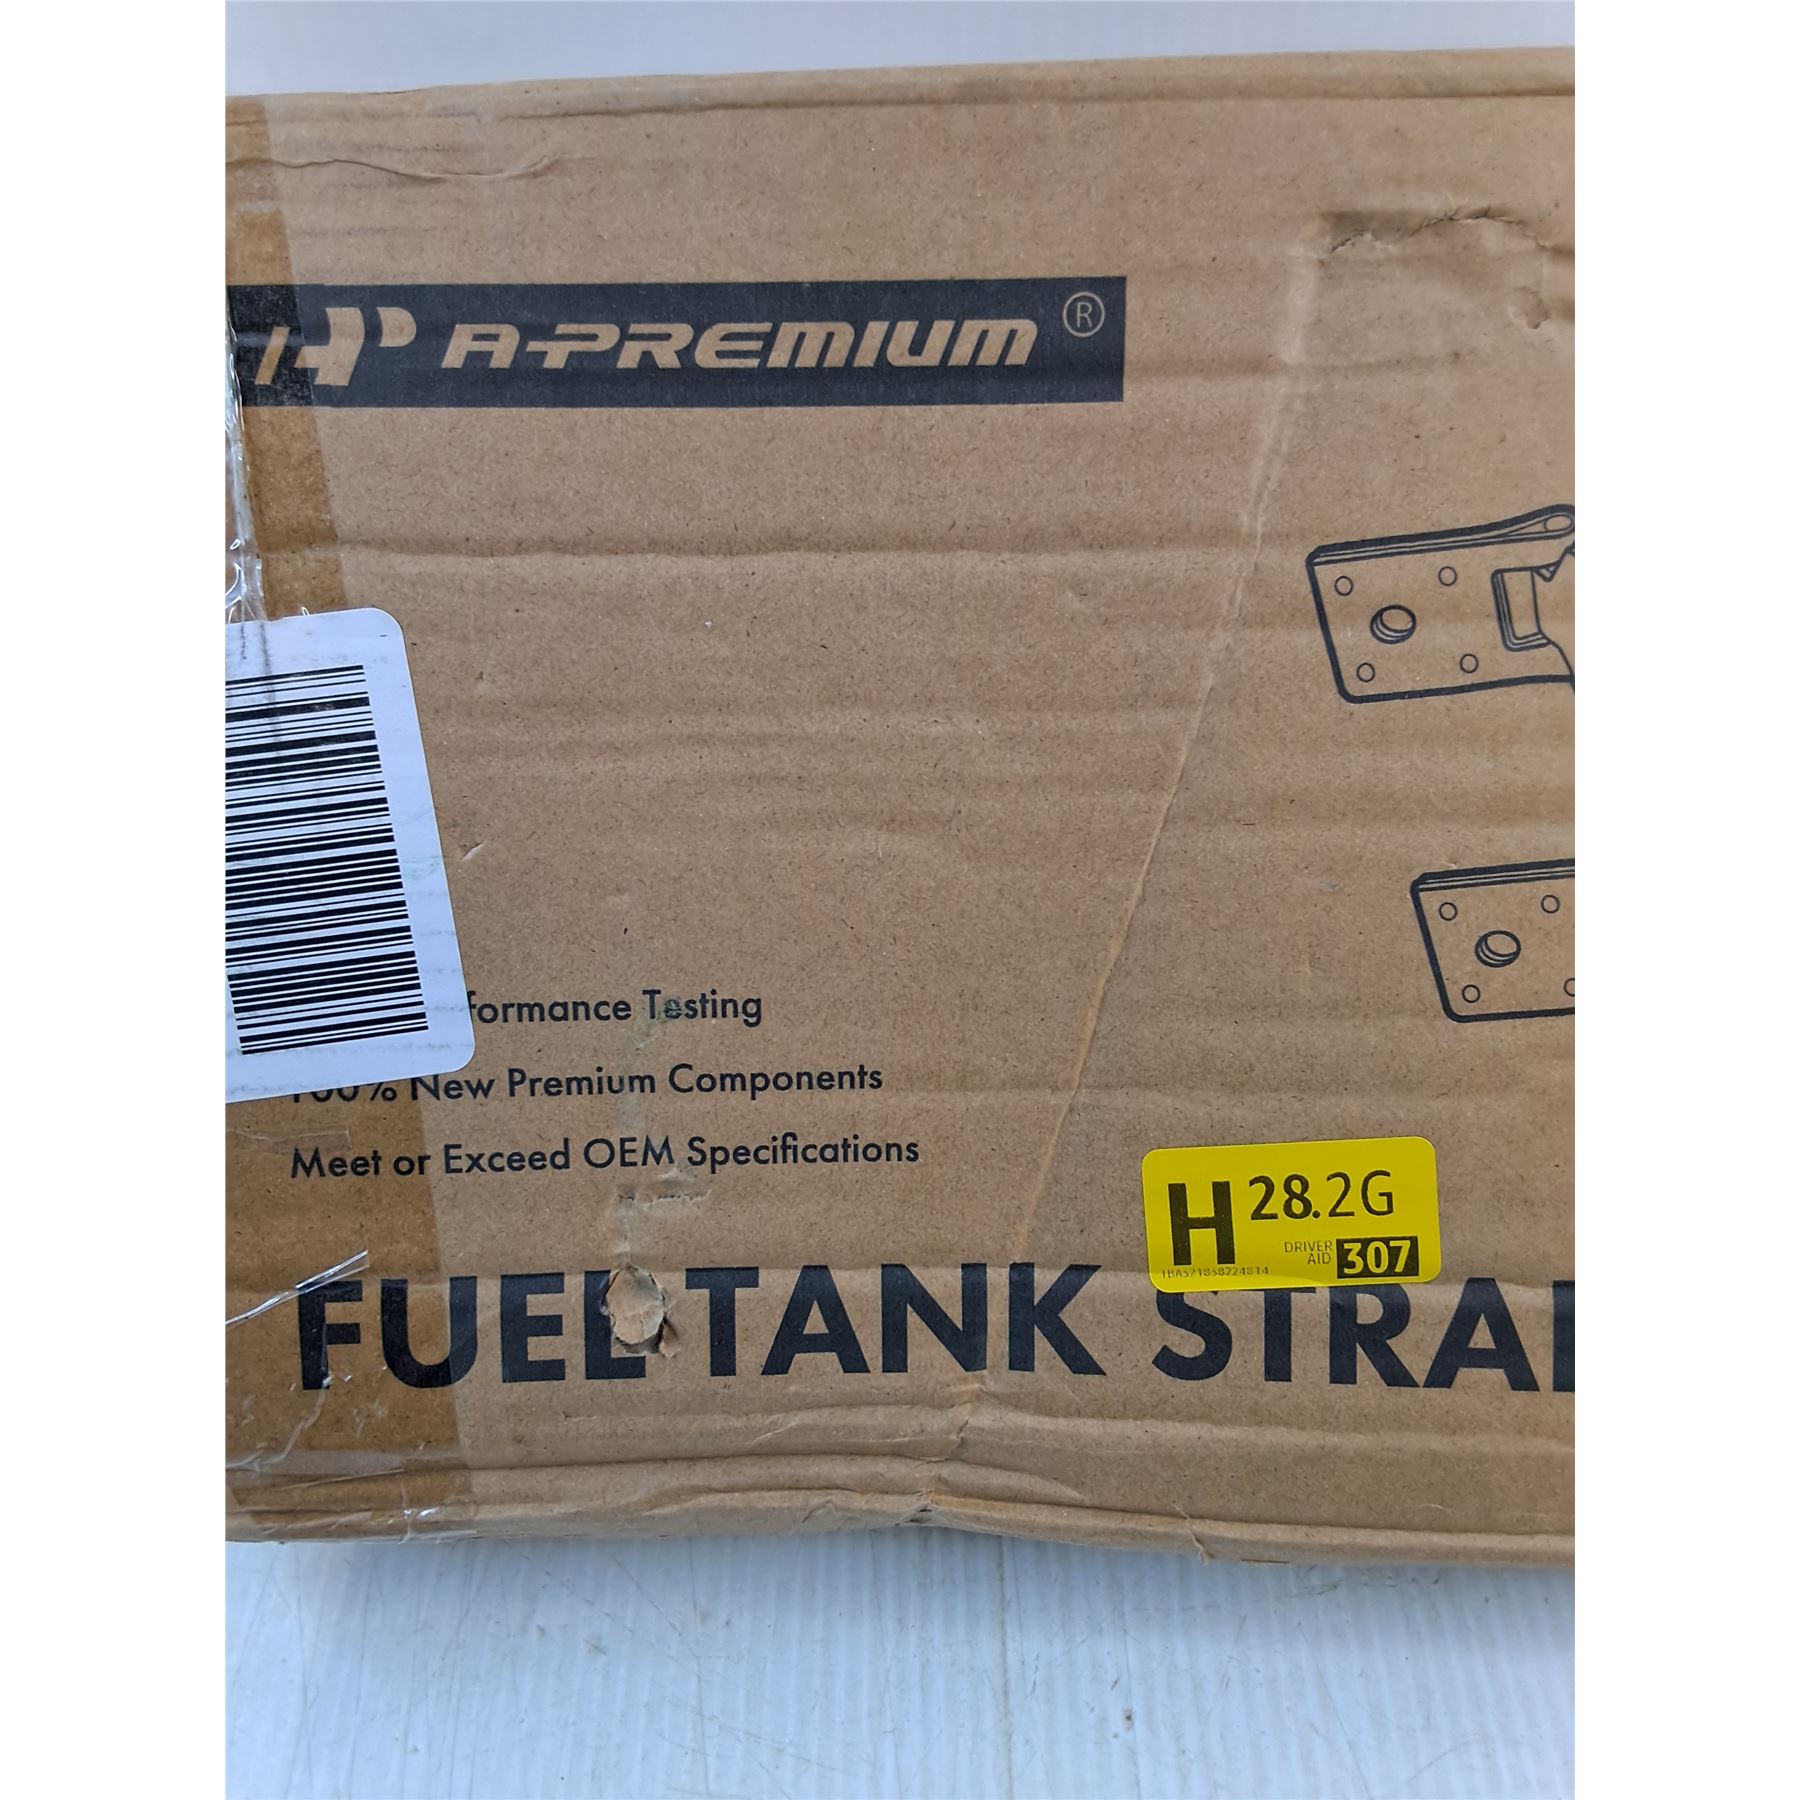 A-PREMIUM ®
formance Testing
100% New Premium Components
Meet or Exceed OEM Specifications
H 28.2G
DRIVER AID 307
FUEL TANK STRA